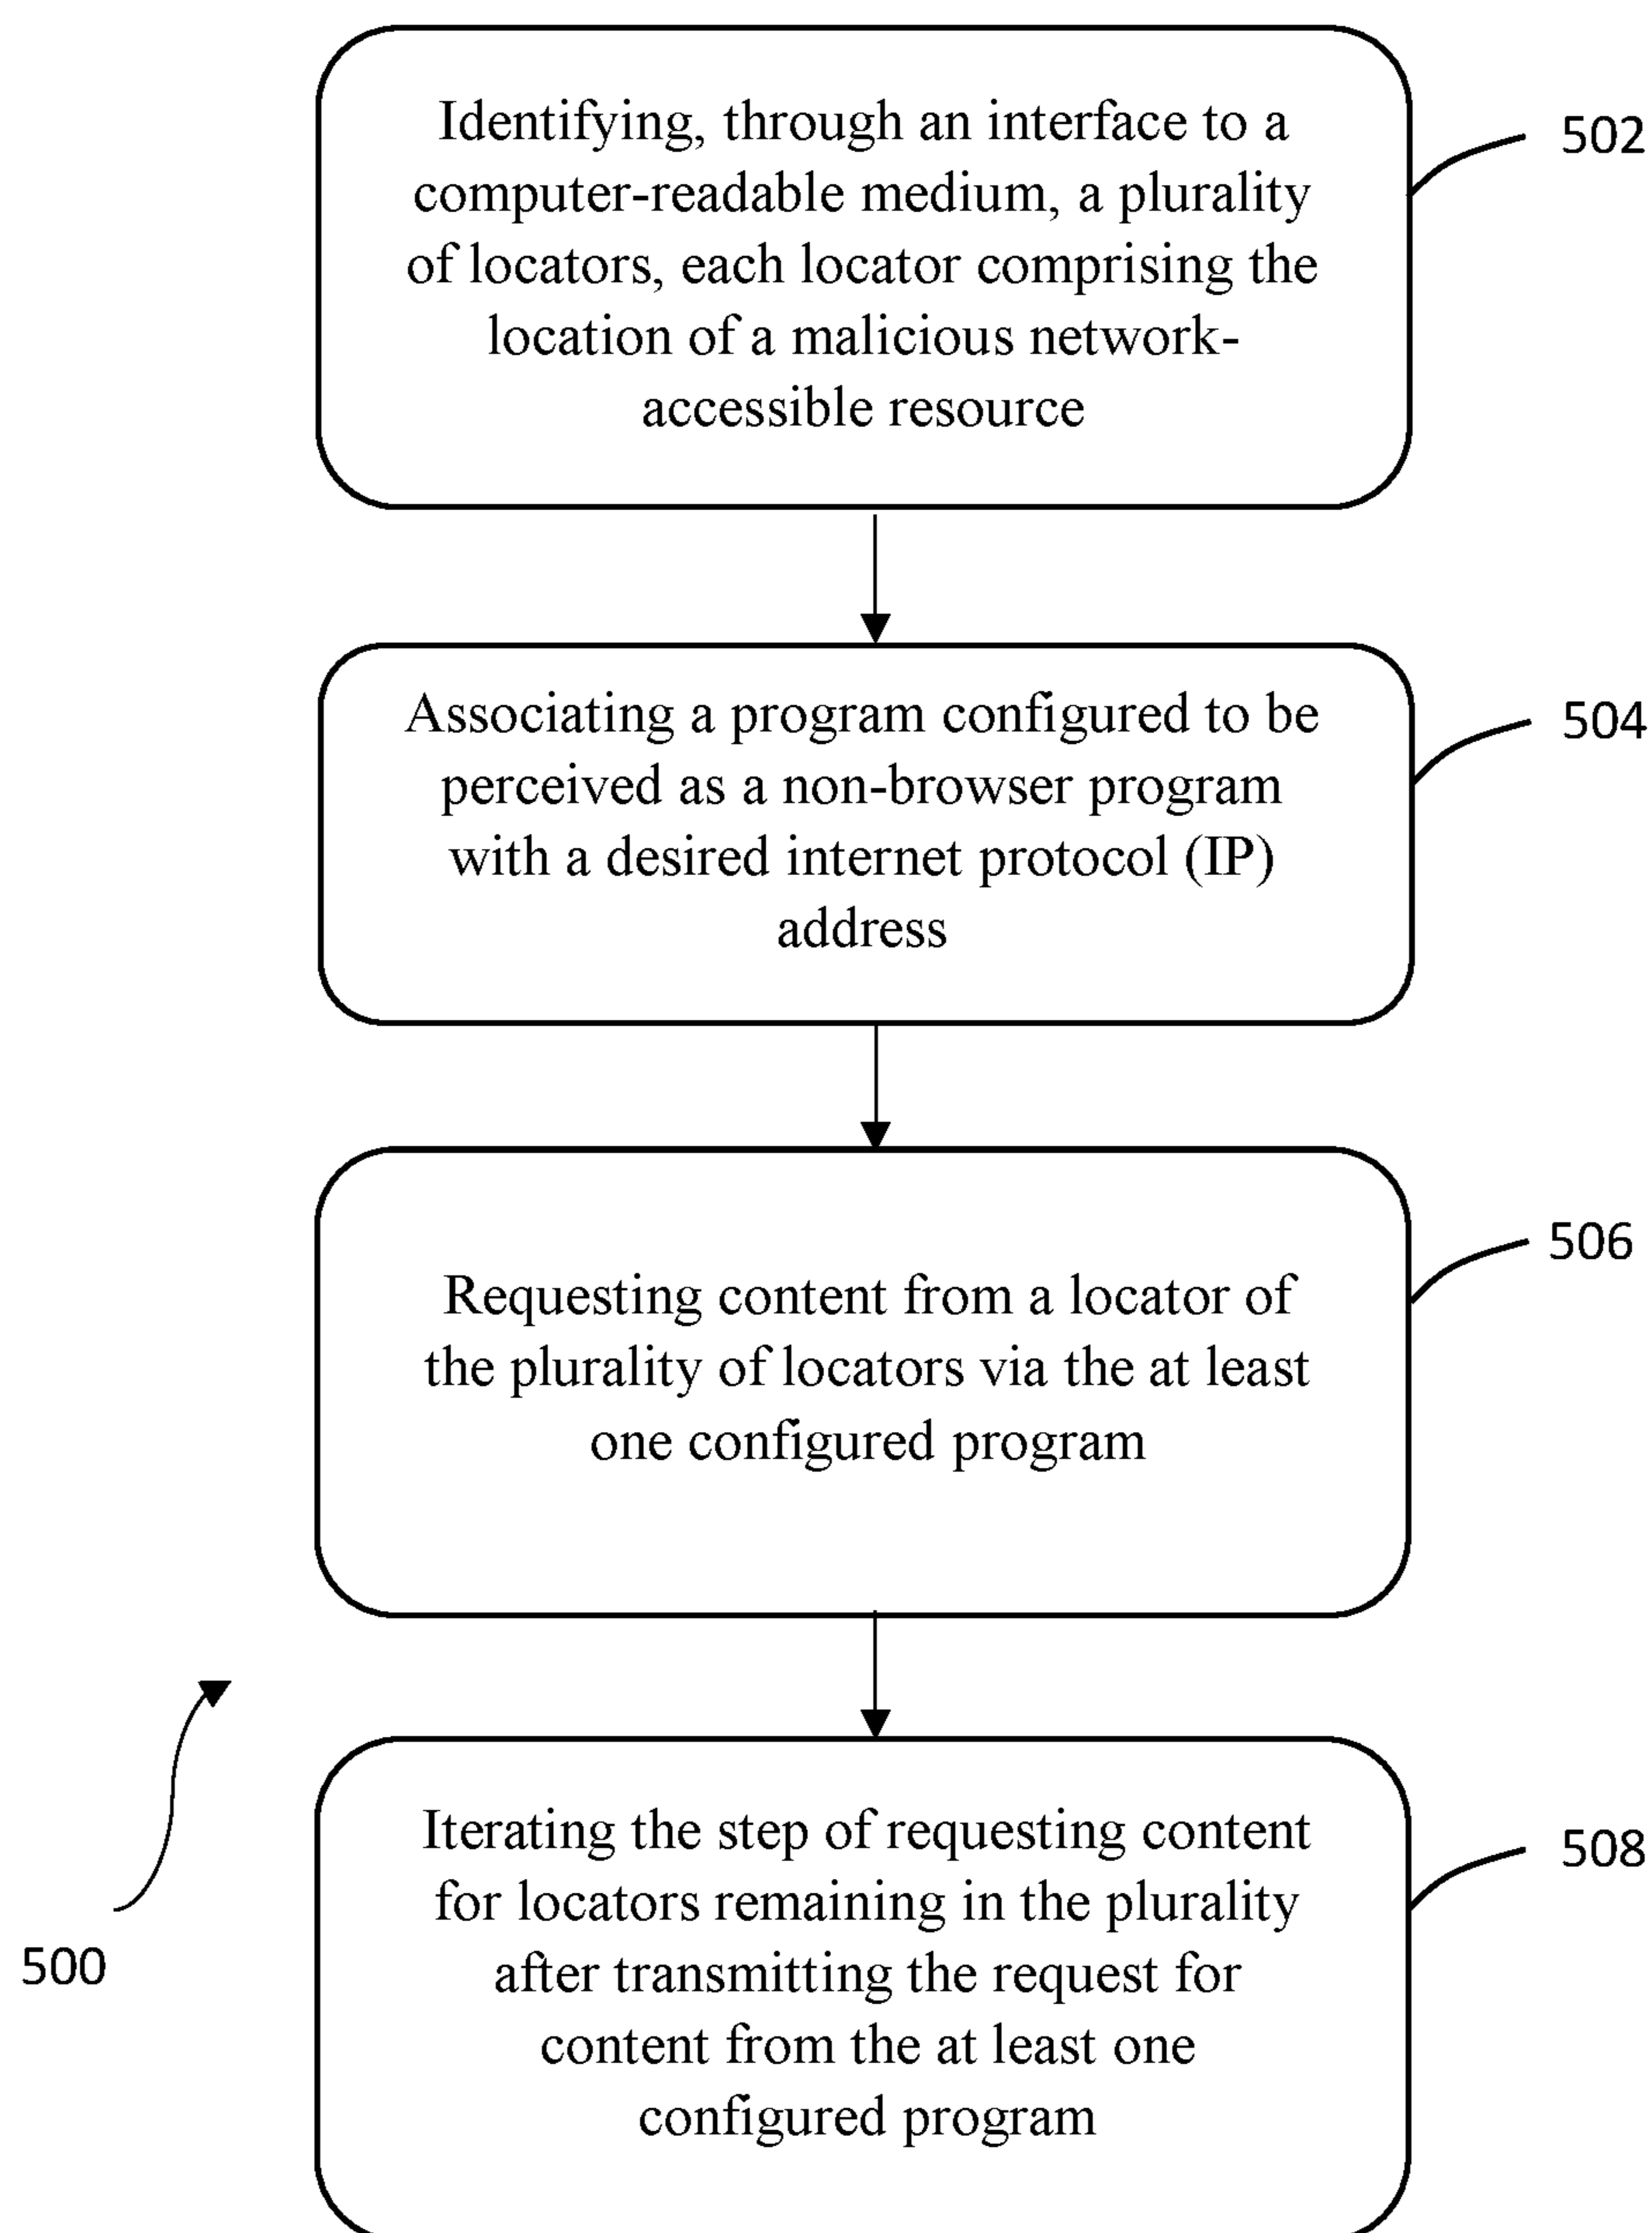 Identifying, through an interface to a
computer-readable medium, a plurality
of locators, each locator comprising the
location of a malicious network-
accessible resource
502
Associating a program configured to be
perceived as a non-browser program
with a desired internet protocol (IP)
address
504
Requesting content from a locator of
the plurality of locators via the at least
one configured program
506
Iterating the step of requesting content
for locators remaining in the plurality
after transmitting the request for
content from the at least one
configured program
508
500